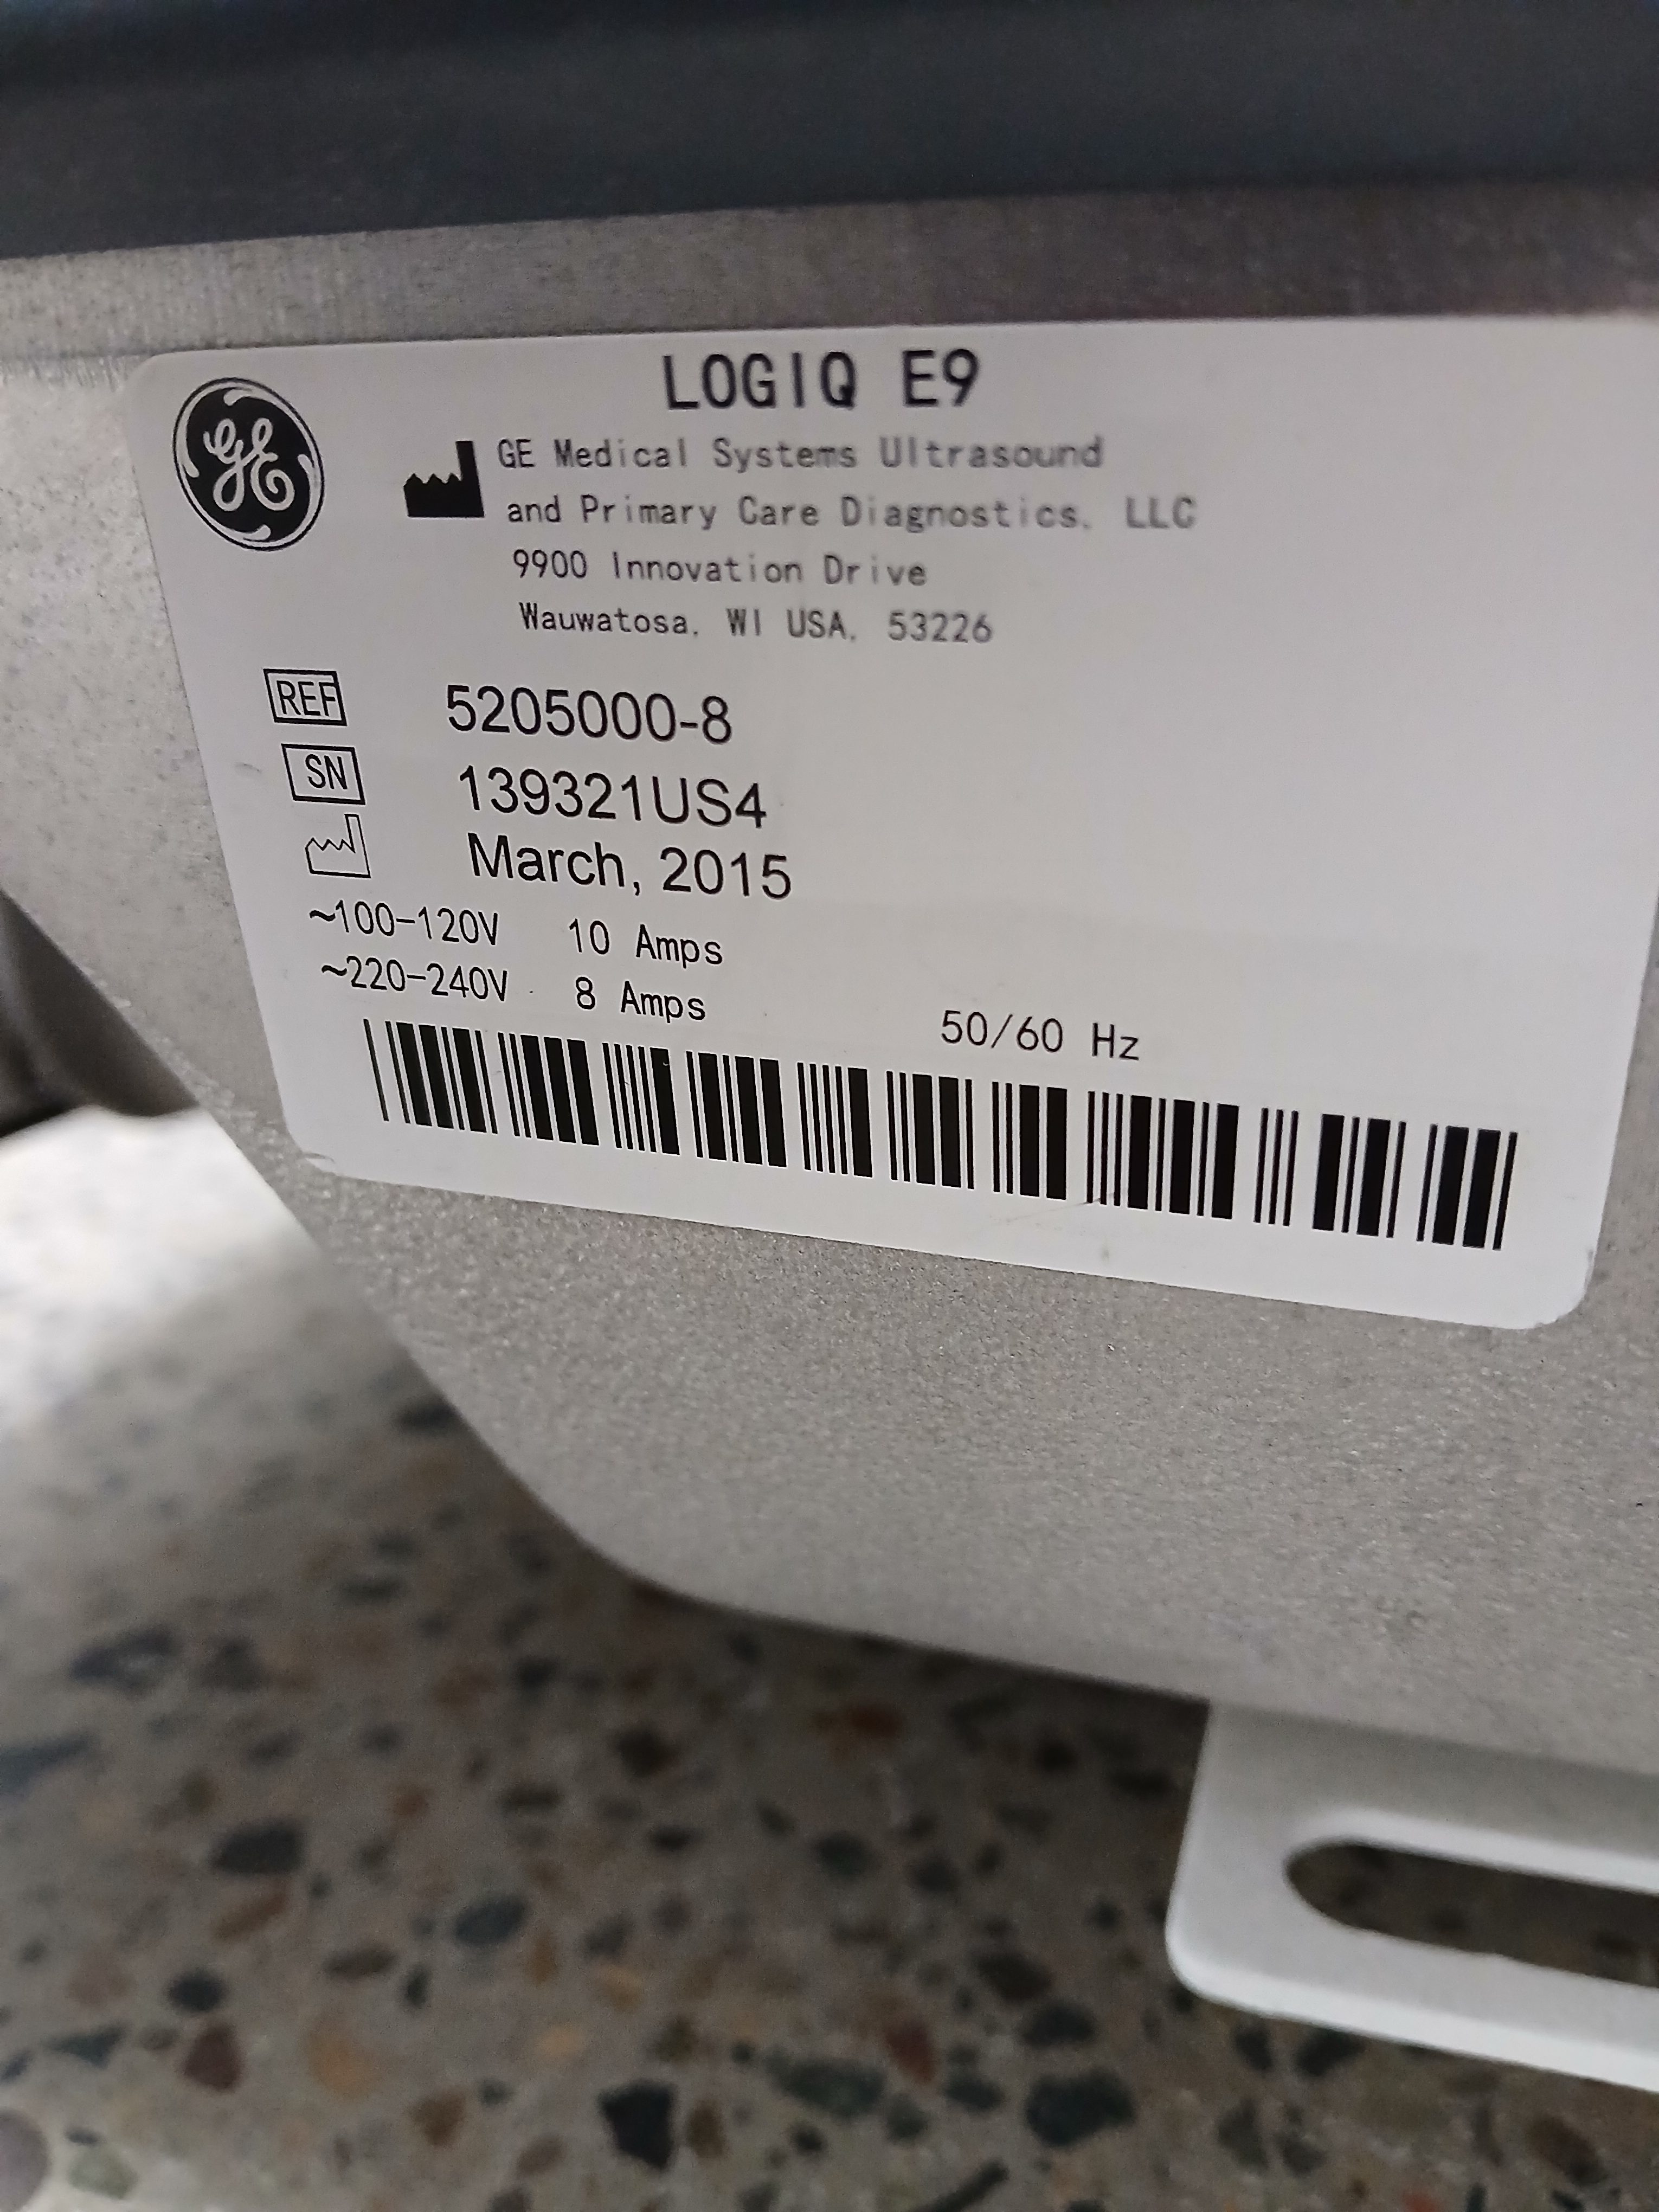 LOGIQ E9
GE
GE Medical Systems Ultrasound
and Primary Care Diagnostics, LLC
9900 Innovation Drive
Wauwatosa, WI USA, 53226
REF 5205000-8
SN 139321US4
March, 2015
~100-120V 10 Amps
~220-240V 8 Amps
50/60 Hz